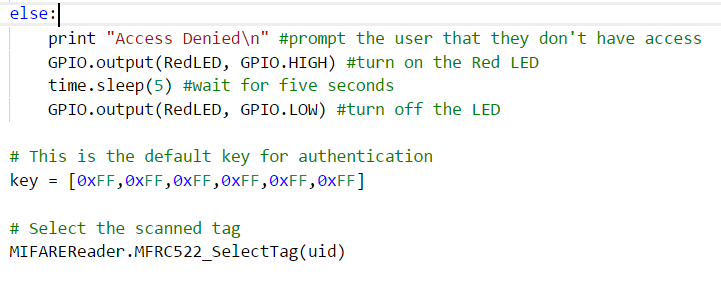 else:
print "Access Denied\n" #prompt the user that they don't have access
GPIO.output(RedLED, GPIO.HIGH) #turn on the Red LED
time.sleep(5) #wait for five seconds
GPIO.output(RedLED, GPIO.LOW) #turn off the LED
# This is the default key for authentication
key = [0xFF,0xFF,0xFF,0xFF,0xFF,0xFF]
# Select the scanned tag
MIFAREReader.MFRC522_SelectTag(uid)